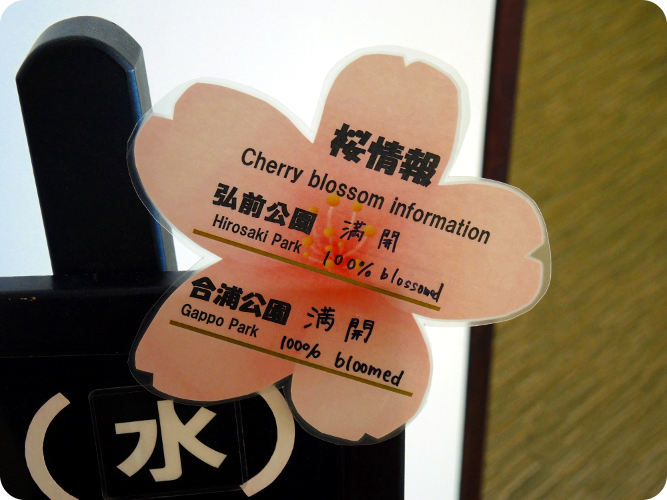 桜情報
Cherry blossom information
弘前公園 満開
Hirosaki Park 100% blossomed
合浦公園 満開
Gappo Park 100% bloomed
(水)